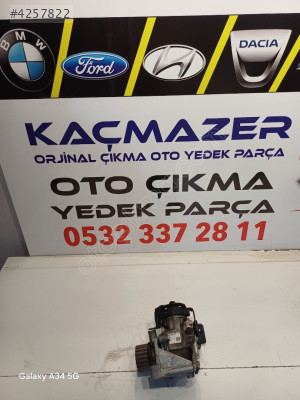 #4257822
BMW
Ford
DACIA
KAÇMAZER
ORJİNAL ÇIKMA OTO YEDEK PARÇA
OTO ÇIKMA
YEDEK PARÇA
0532 337 28 11
Galaxy A34 5G